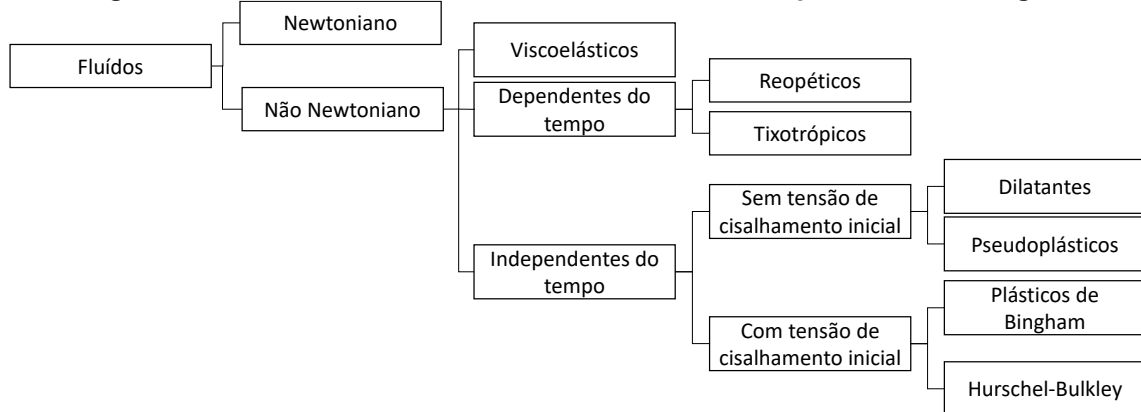 Newtoniano
Fluídos
Não Newtoniano
Viscoelásticos
Dependentes do
tempo
Reopéticos
Tixotrópicos
Independentes do
tempo
Sem tensão de
cisalhamento inicial
Dilatantes
Pseudoplásticos
Com tensão de
cisalhamento inicial
Plásticos de
Bingham
Hurschel-Bulkley